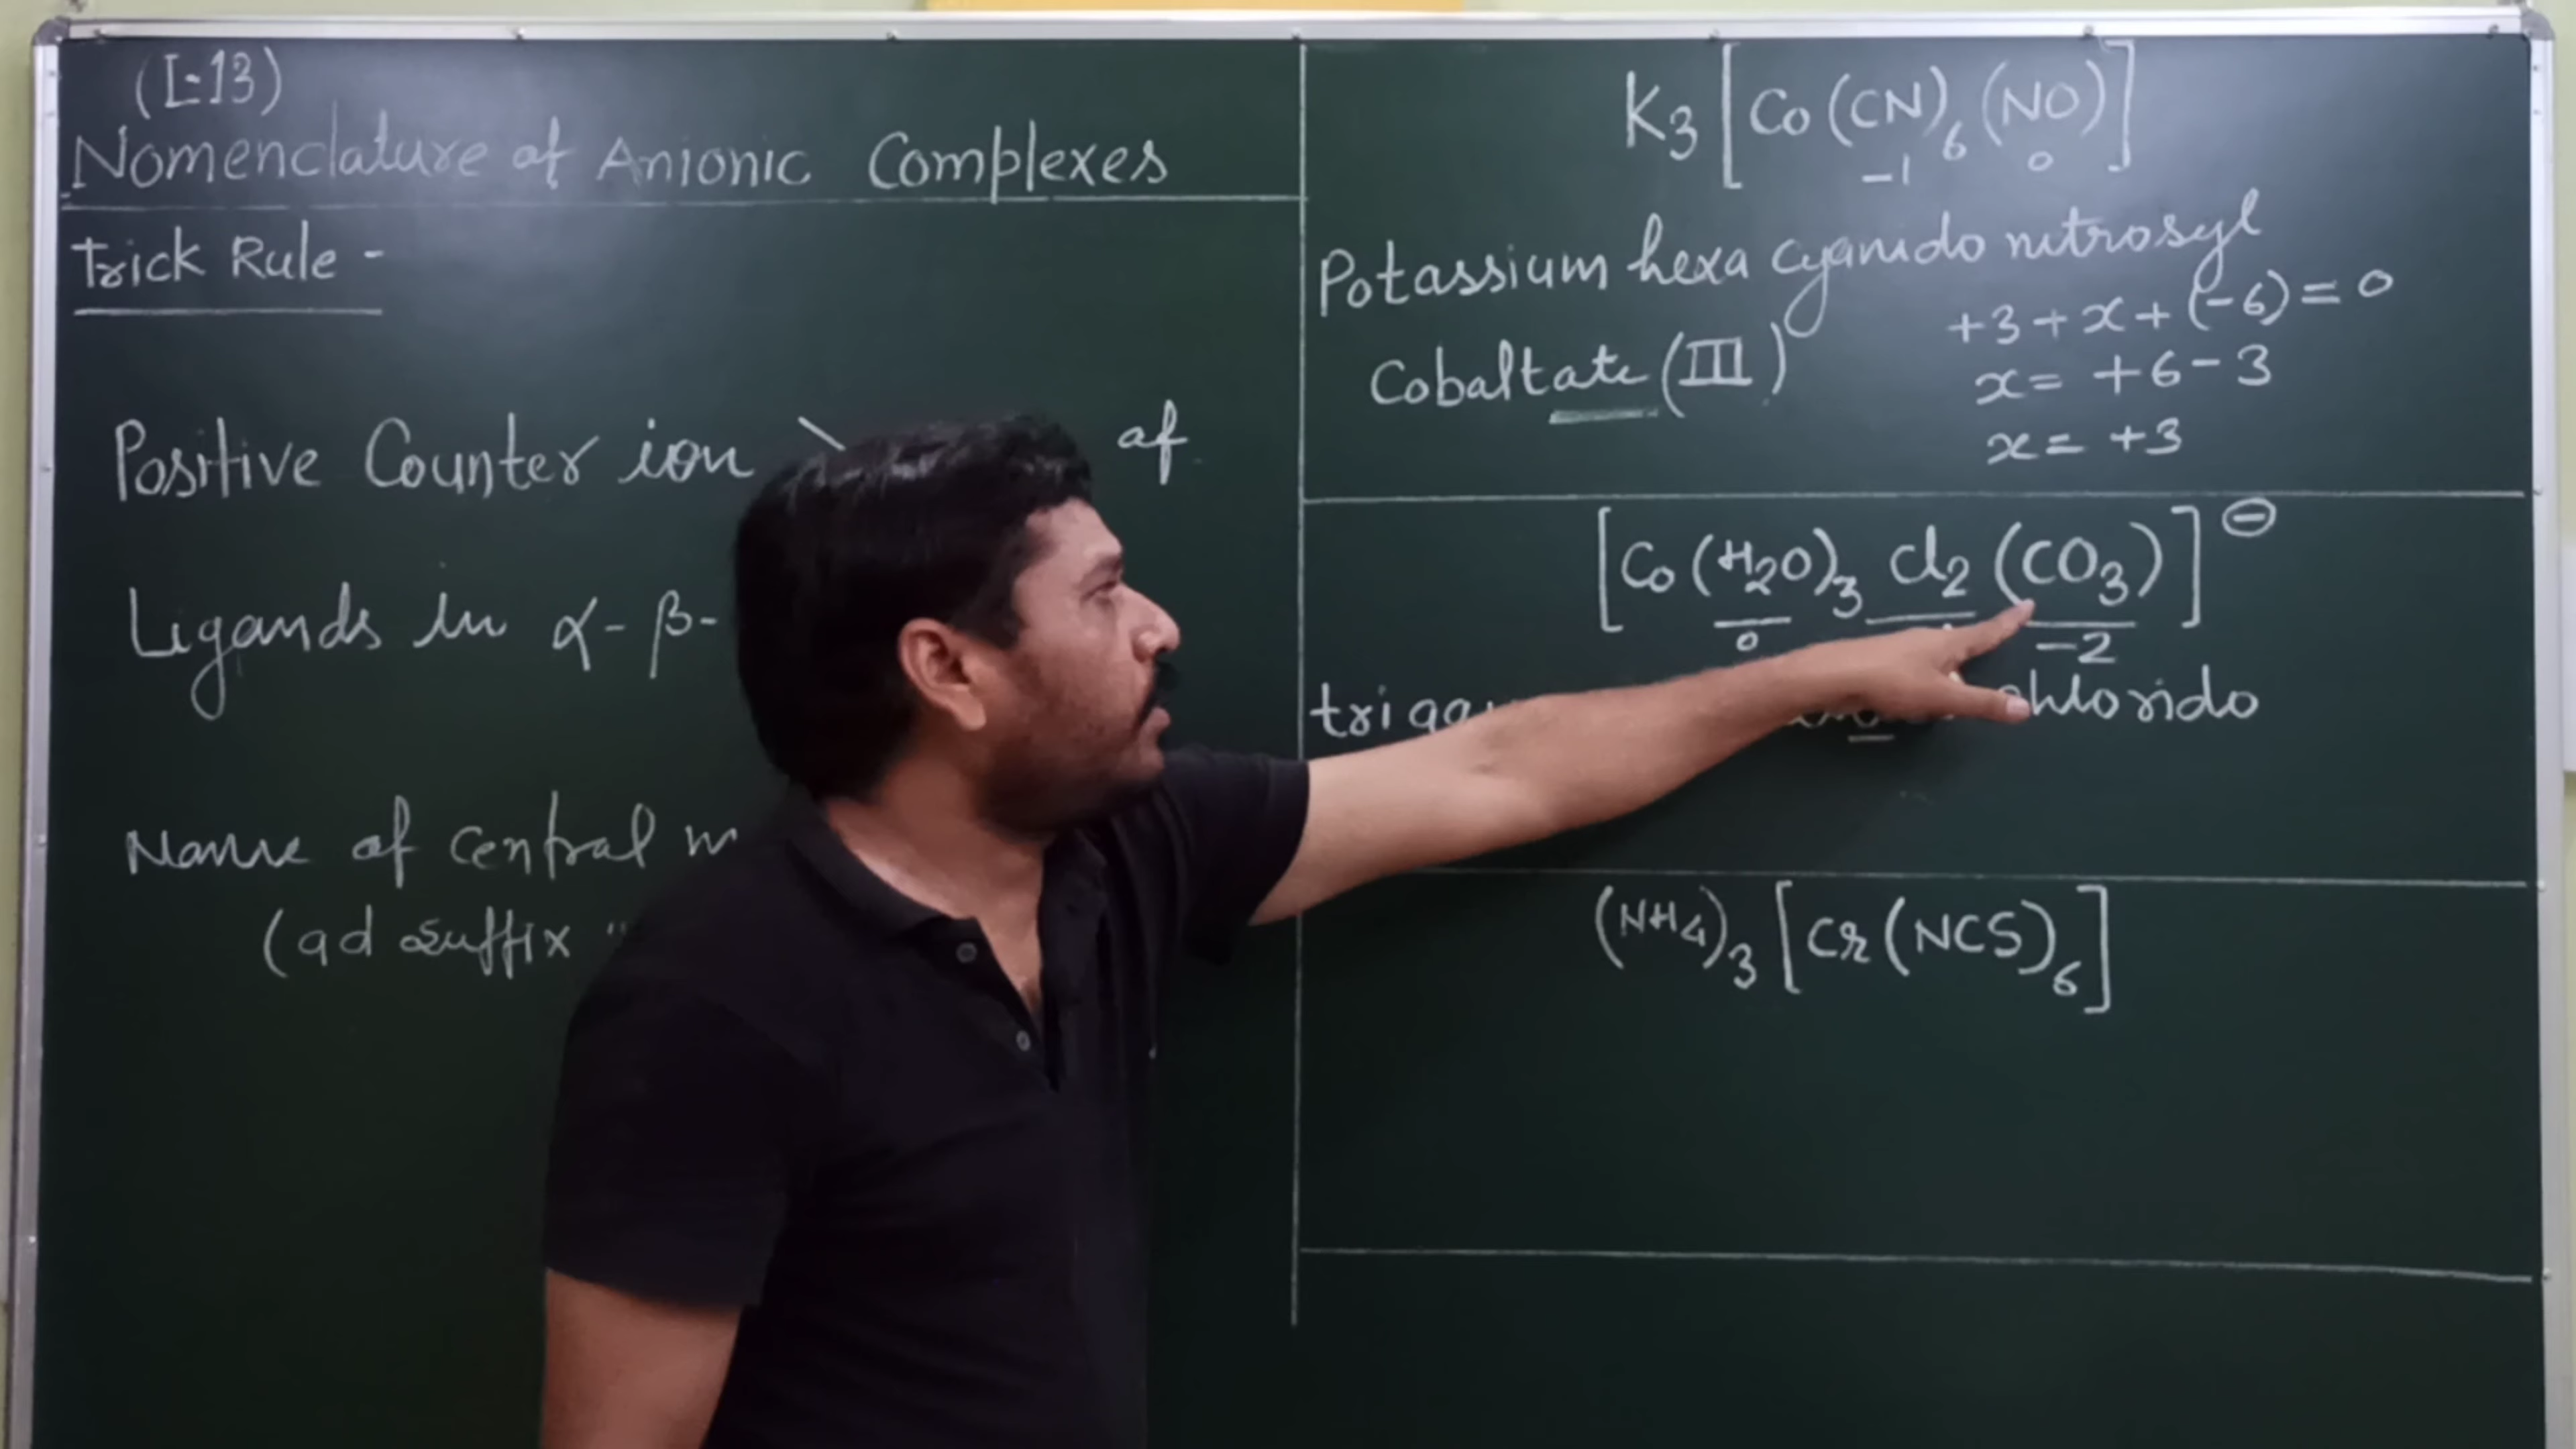 (L-13)
Nomenclature of Anionic Complexes
Trick Rule -
Positive Counter ion of
Ligands in α- β-
Name of central
(ad suffix "
K₃[Co(CN)₆(NO)]
-1 0
Potassium hexa cyanido nitrosyl
Cobaltate (III)
+3+x+(-6)=0
x= +6-3
x= +3
[Co(H₂O)₃ Cl₂ (CO₃)]⊖
0 -2
chlorido
(NH₄)₃[Cr(NCS)₆]